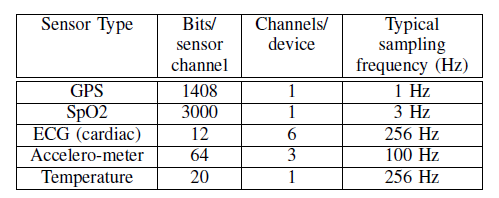 Sensor Type Bits/ sensor channel Channels/ device Typical sampling frequency (Hz)
GPS 1408 1 1 Hz
SpO2 3000 1 3 Hz
ECG (cardiac) 12 6 256 Hz
Accelero-meter 64 3 100 Hz
Temperature 20 1 256 Hz